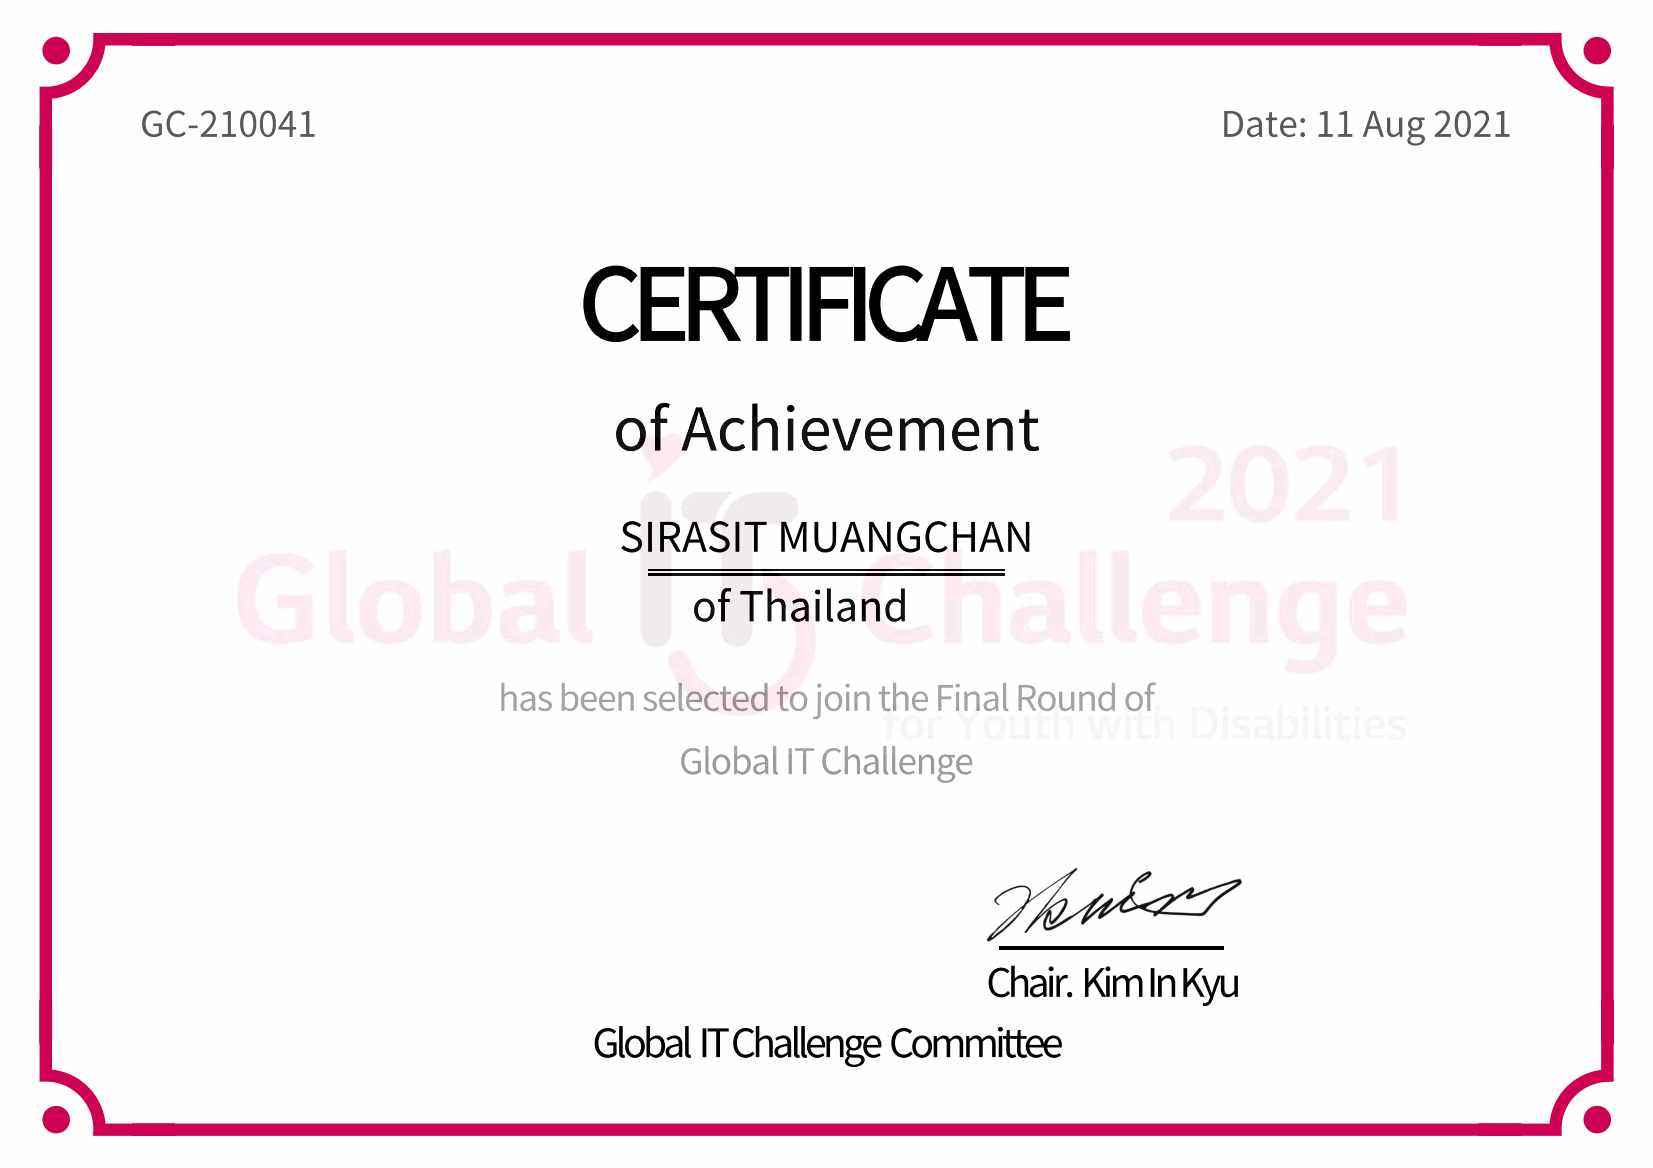 GC-210041
Date: 11 Aug 2021
CERTIFICATE
of Achievement
2021
SIRASIT MUANGCHAN
Global IT Challenge
of Thailand
has been selected to join the Final Round of
for Youth with Disabilities
Global IT Challenge
Chair. Kim In Kyu
Global IT Challenge Committee